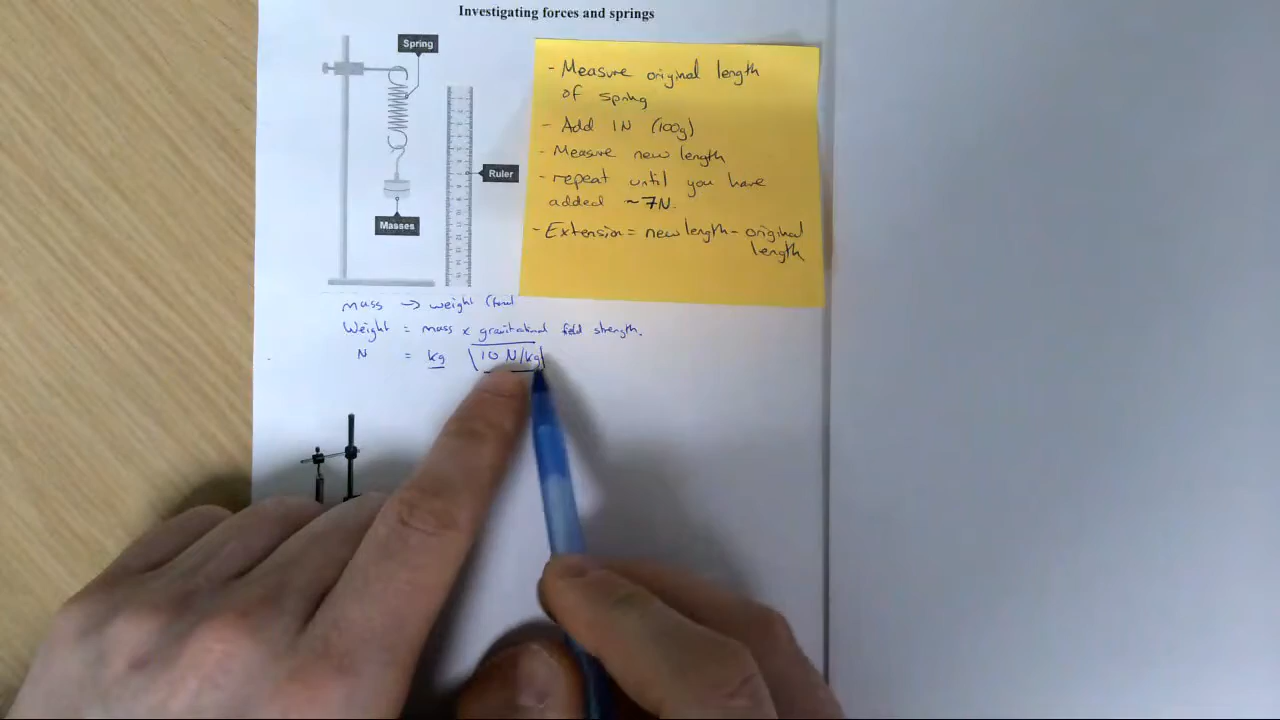 Investigating forces and springs
Spring
Ruler
Masses
- Measure original length
of spring
- Add 1N (100g)
- Measure new length
- repeat until you have
added ~7N.
- Extension = new length - original
length
mass → weight (force
Weight = mass x gravitational field strength.
N = kg (10 N/kg)